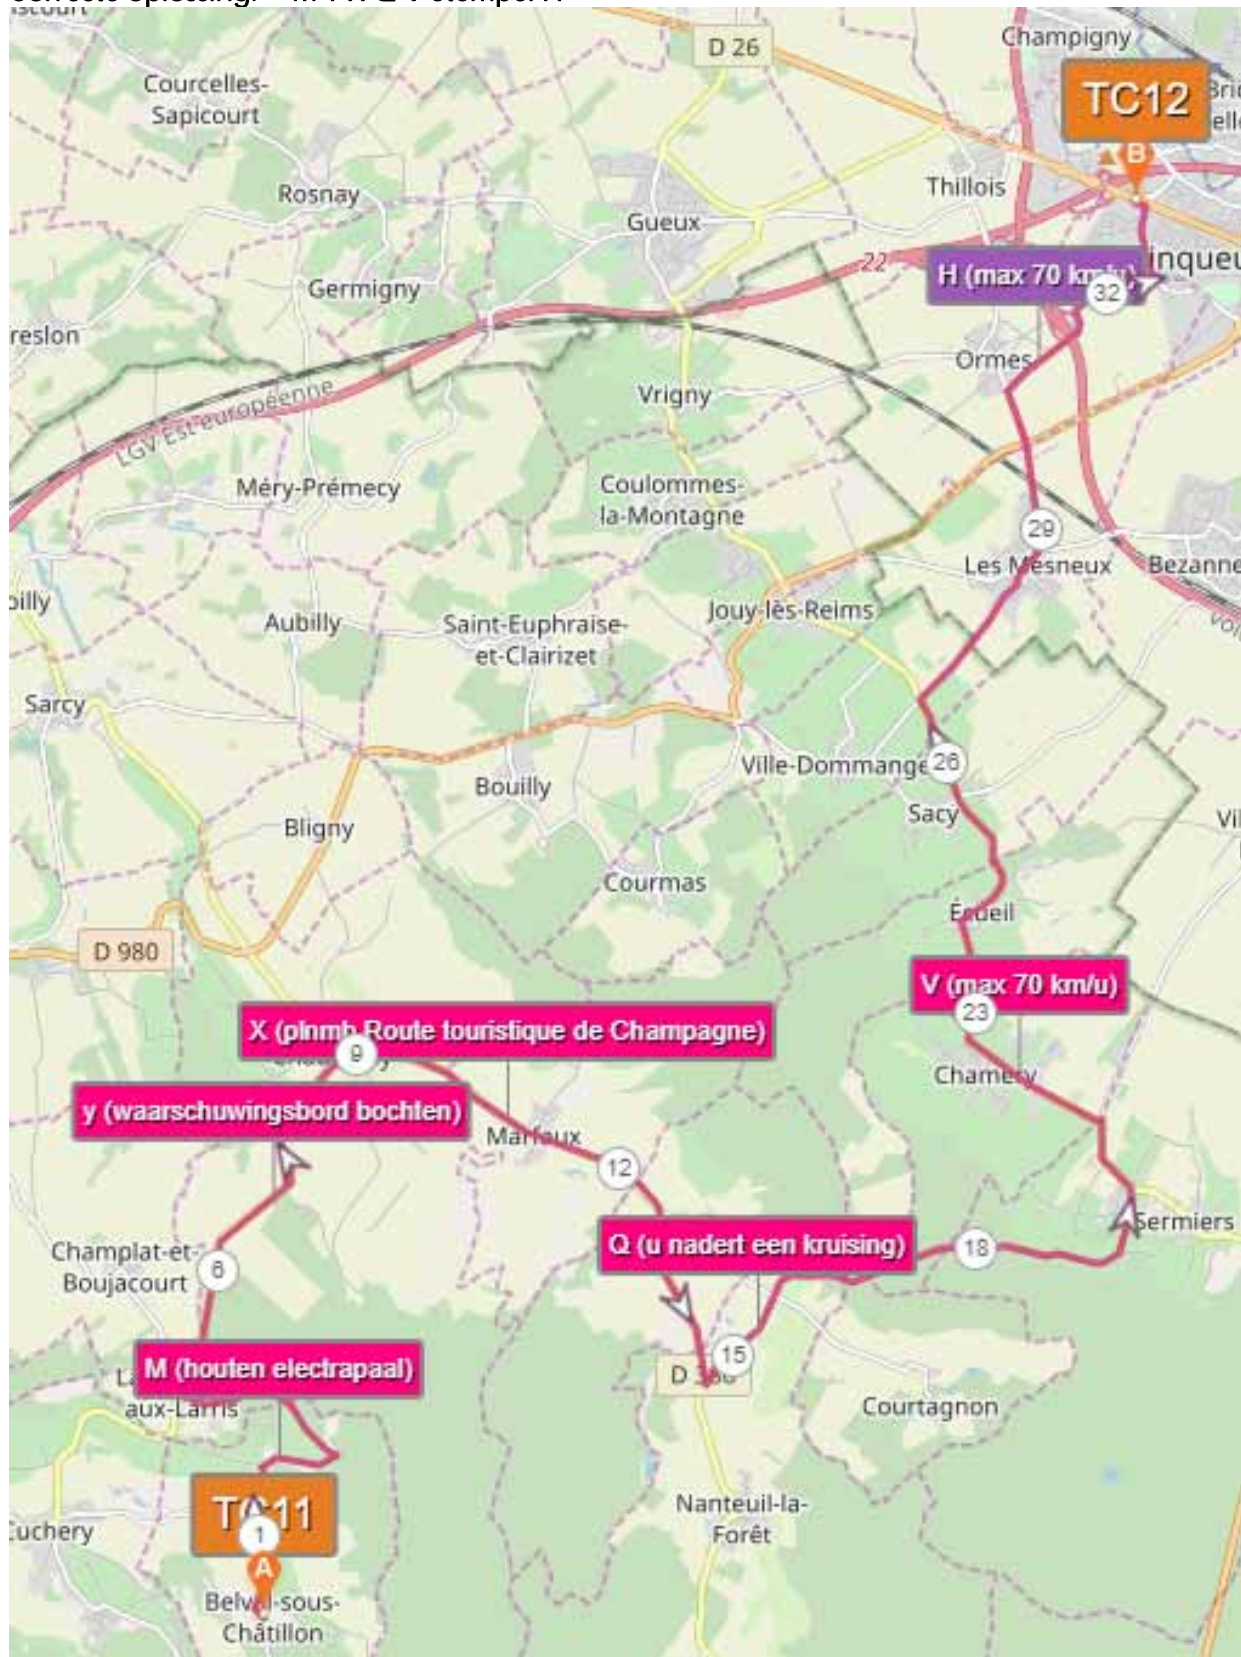 D 26
Champigny
Courcelles-
Sapicourt
TC12
B
Rosnay
Thillois
Gueux
22
Germigny
H (max 70 km/u)
32
Ormes
LGV Est européenne
Vrigny
Méry-Prémecy
Coulommes-
la-Montagne
29
Les Mesneux
Jouy-lès-Reims
Aubilly
Saint-Euphraise-
et-Clairizet
Sarcy
Ville-Dommange
26
Bouilly
Sacy
Bligny
Courmas
Écueil
D 980
V (max 70 km/u)
23
X (plnmb Route touristique de Champagne)
9
Chamery
y (waarschuwingsbord bochten)
Marfaux
12
Sermiers
Q (u nadert een kruising)
18
Champlat-et-
Boujacourt
6
15
M (houten electrapaal)
aux-Larris
Courtagnon
TC11
1
Nanteuil-la-
Forêt
A
Belval-sous-
Châtillon